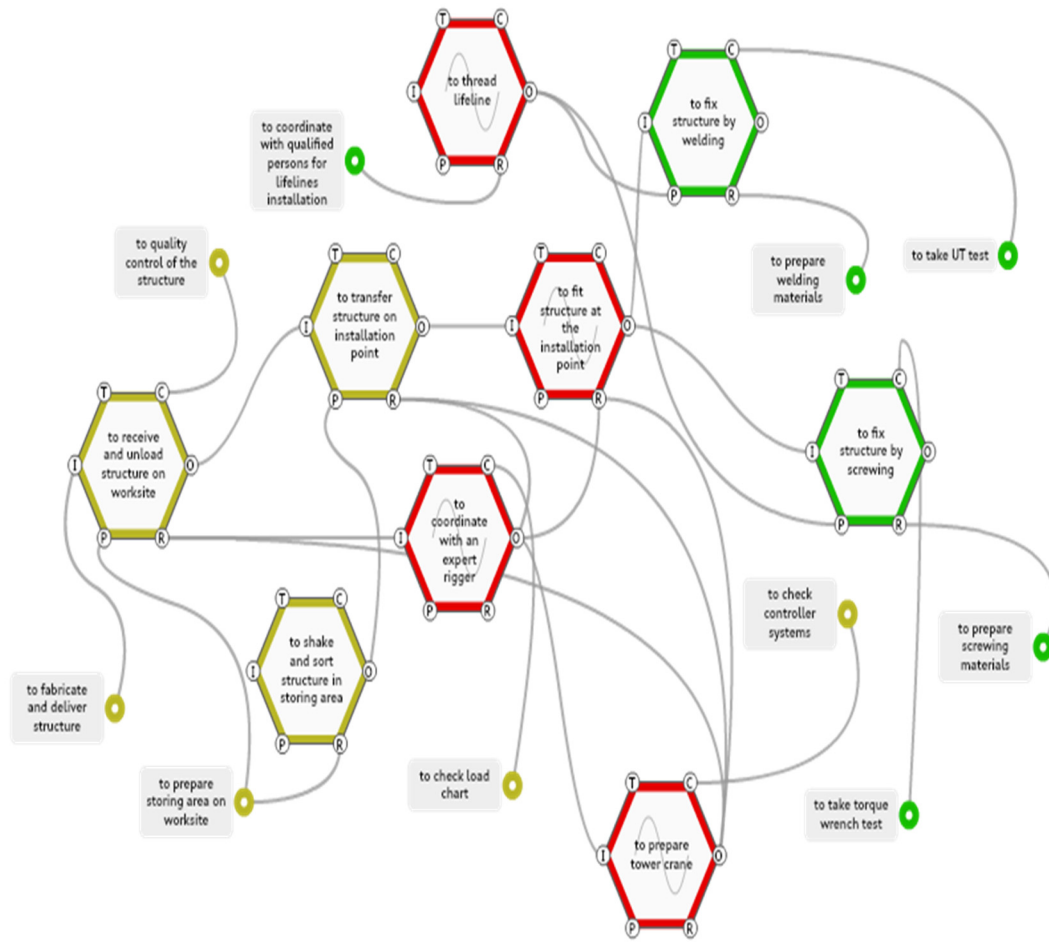 T
C
to thread
lifeline
I
O
P
R
T
C
to fix
structure by
welding
I
O
P
R
to coordinate
with qualified
persons for
lifelines
installation
to quality
control of the
structure
to prepare
welding
materials
to take UT test
T
C
to transfer
structure on
installation
point
I
O
P
R
T
C
to fit
structure at
the
installation
point
I
O
P
R
T
C
to receive
and unload
structure on
worksite
I
O
P
R
T
C
to fix
structure by
screwing
I
O
P
R
T
C
to
coordinate
with an
expert
rigger
I
O
P
R
T
C
to shake
and sort
structure in
storing area
I
O
P
R
to check
controller
systems
to prepare
screwing
materials
to fabricate
and deliver
structure
to prepare
storing area on
worksite
to check load
chart
to take torque
wrench test
T
C
to prepare
tower crane
I
O
P
R